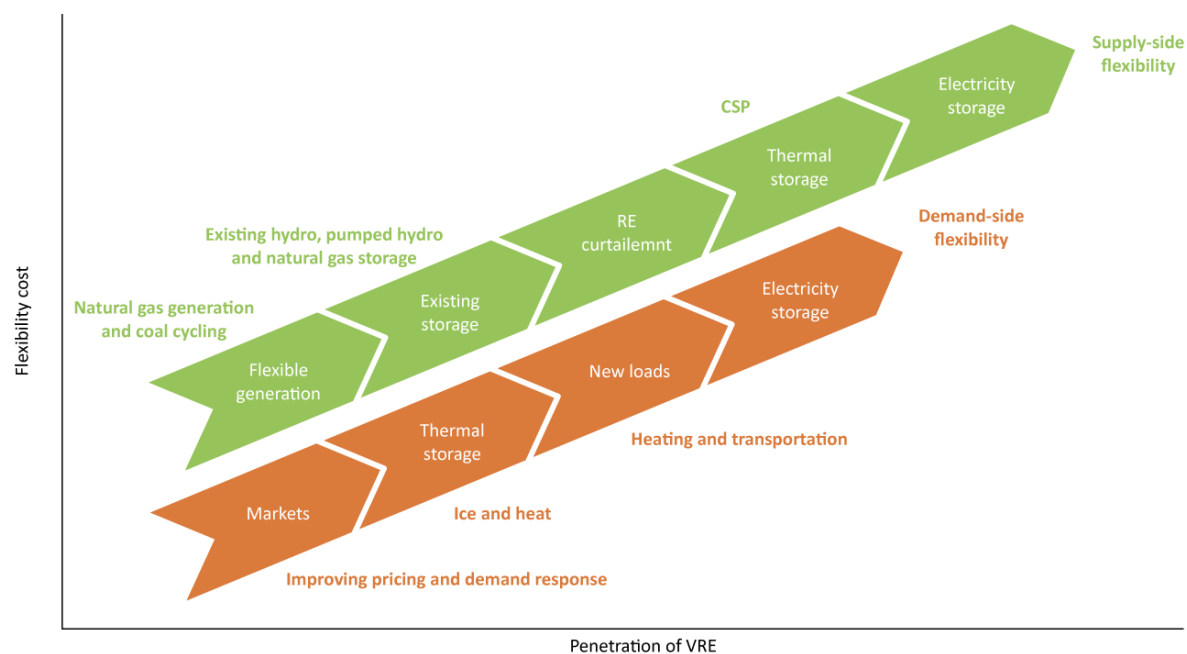 Supply-side
flexibility
Electricity
storage
CSP
Thermal
storage
Demand-side
flexibility
RE
curtailemnt
Existing hydro, pumped hydro
and natural gas storage
Electricity
storage
Existing
storage
Natural gas generation
and coal cycling
Flexibility cost
New loads
Flexible
generation
Thermal
storage
Heating and transportation
Markets
Ice and heat
Improving pricing and demand response
Penetration of VRE